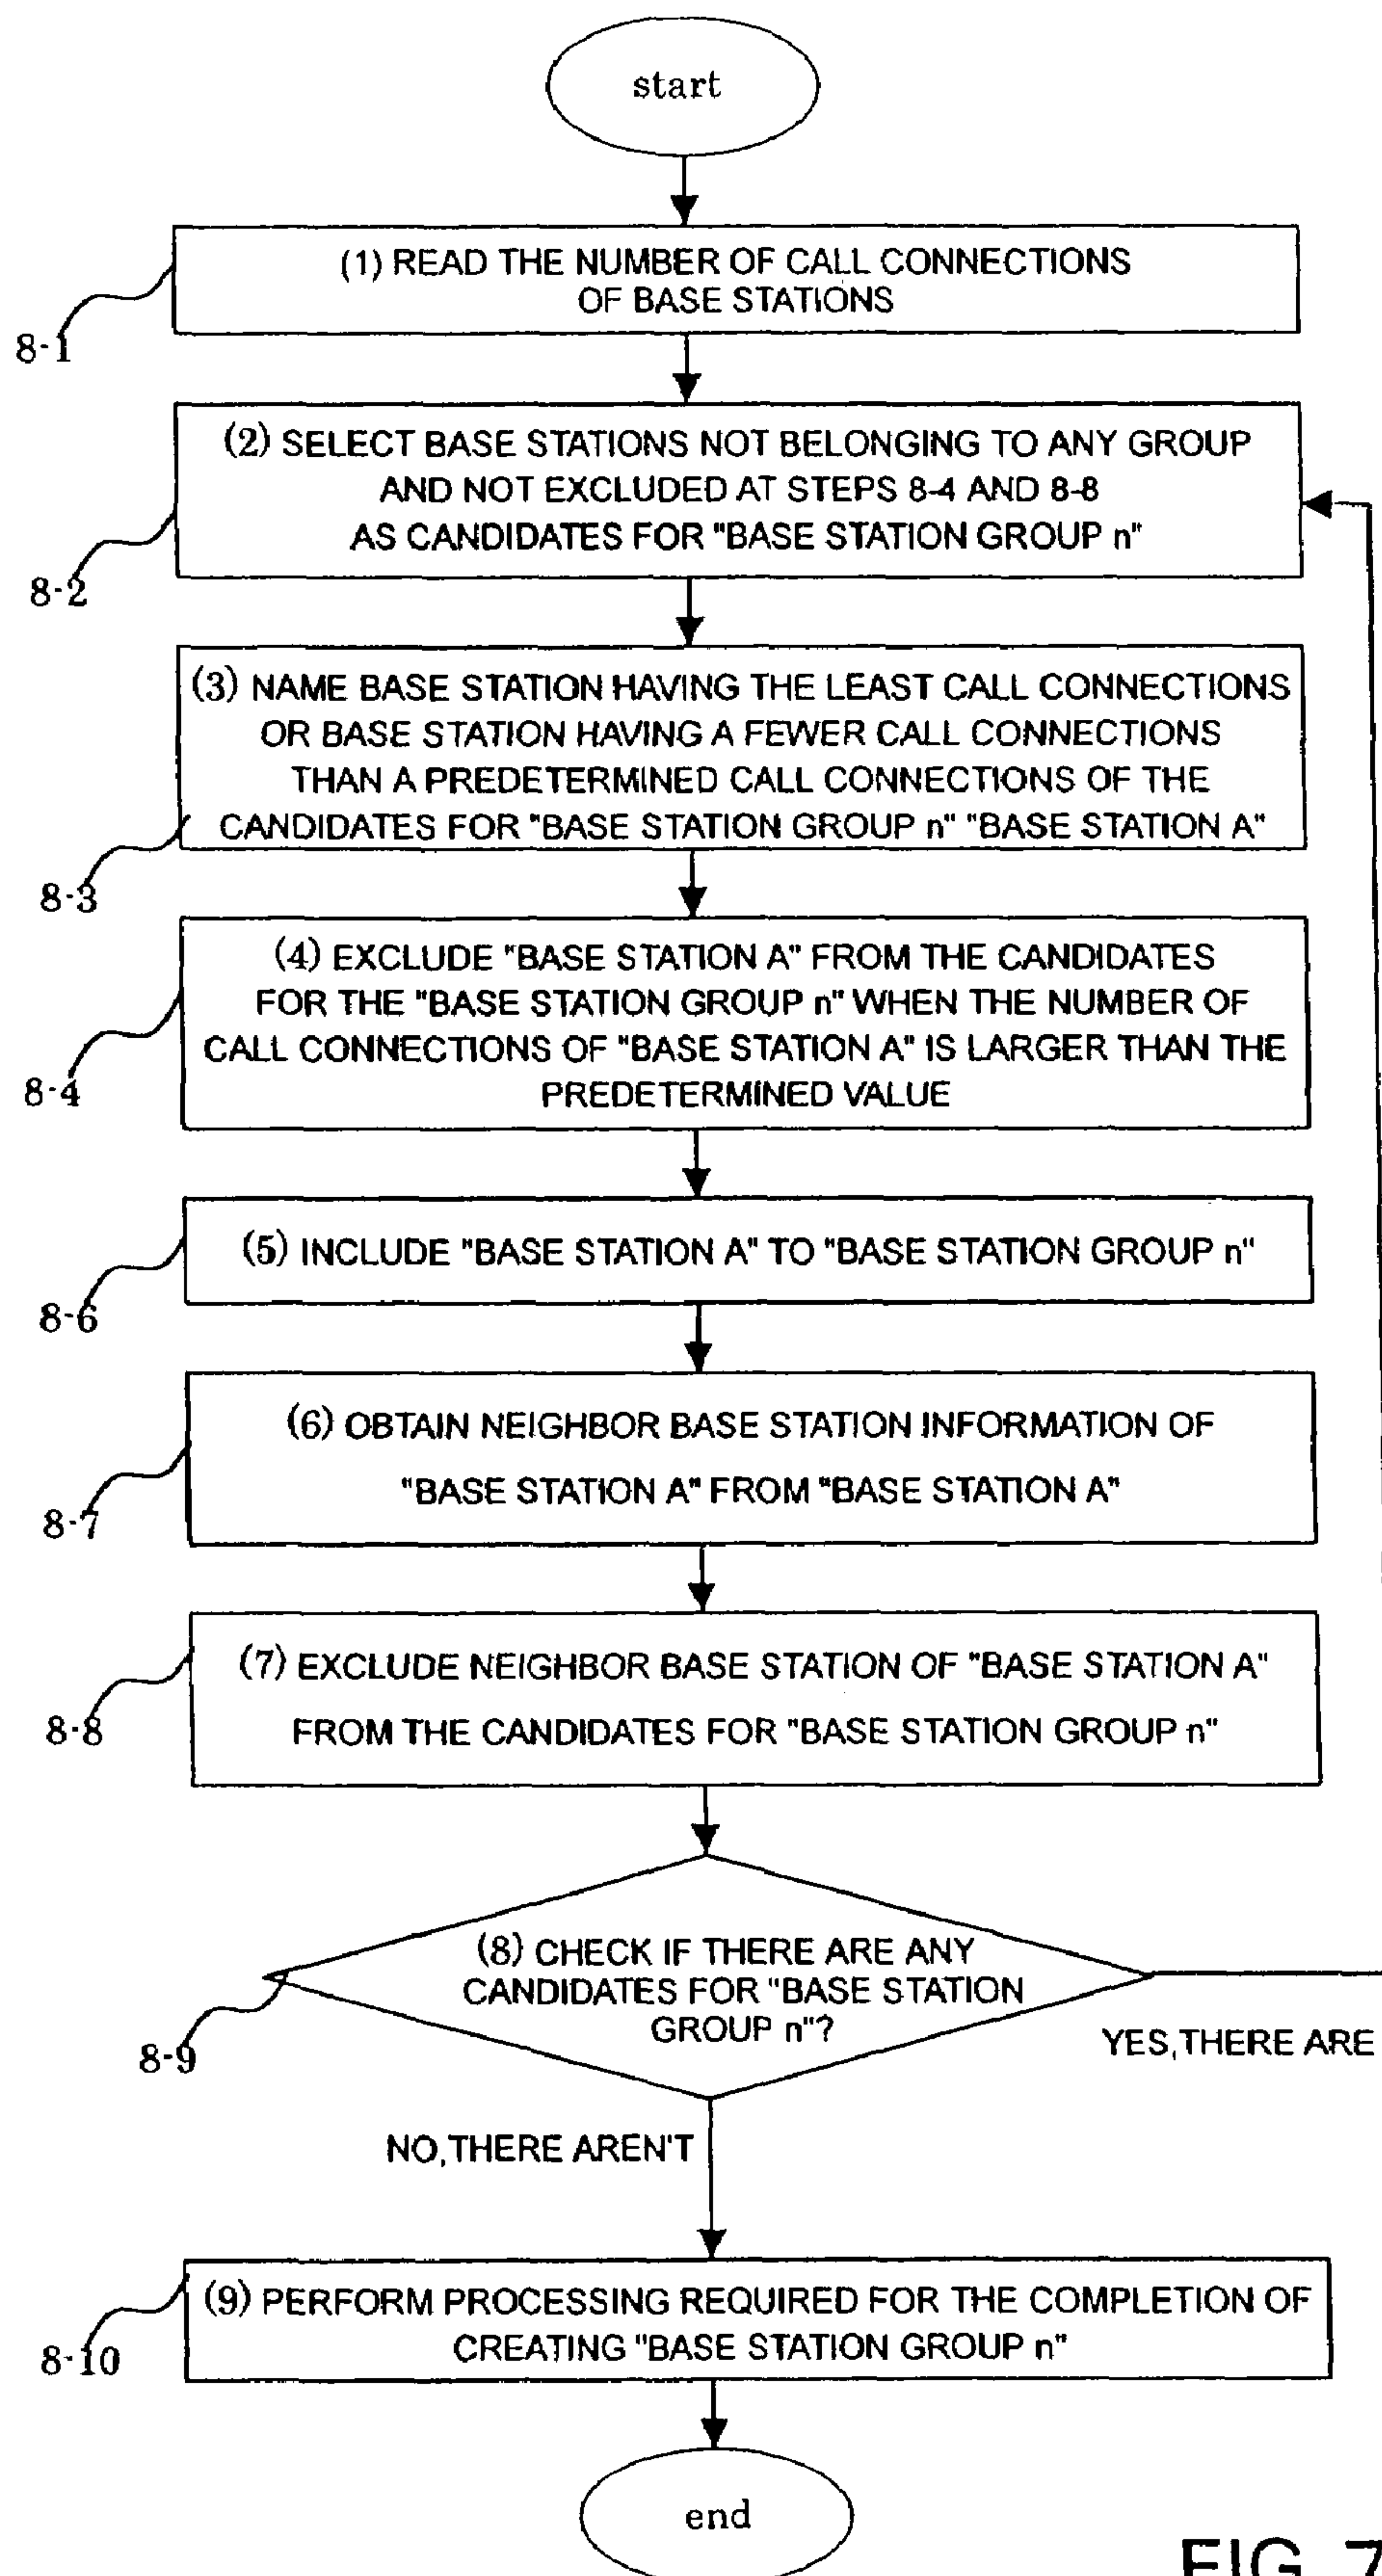 start
(1) READ THE NUMBER OF CALL CONNECTIONS
OF BASE STATIONS
8-1
(2) SELECT BASE STATIONS NOT BELONGING TO ANY GROUP
AND NOT EXCLUDED AT STEPS 8-4 AND 8-8
AS CANDIDATES FOR "BASE STATION GROUP n"
8-2
(3) NAME BASE STATION HAVING THE LEAST CALL CONNECTIONS
OR BASE STATION HAVING A FEWER CALL CONNECTIONS
THAN A PREDETERMINED CALL CONNECTIONS OF THE
CANDIDATES FOR "BASE STATION GROUP n" "BASE STATION A"
8-3
(4) EXCLUDE "BASE STATION A" FROM THE CANDIDATES
FOR THE "BASE STATION GROUP n" WHEN THE NUMBER OF
CALL CONNECTIONS OF "BASE STATION A" IS LARGER THAN THE
PREDETERMINED VALUE
8-4
(5) INCLUDE "BASE STATION A" TO "BASE STATION GROUP n"
8-6
(6) OBTAIN NEIGHBOR BASE STATION INFORMATION OF
"BASE STATION A" FROM "BASE STATION A"
8-7
(7) EXCLUDE NEIGHBOR BASE STATION OF "BASE STATION A"
FROM THE CANDIDATES FOR "BASE STATION GROUP n"
8-8
(8) CHECK IF THERE ARE ANY
CANDIDATES FOR "BASE STATION
GROUP n"?
8-9
YES,THERE ARE
NO,THERE AREN'T
(9) PERFORM PROCESSING REQUIRED FOR THE COMPLETION OF
CREATING "BASE STATION GROUP n"
8-10
end
FIG. 7